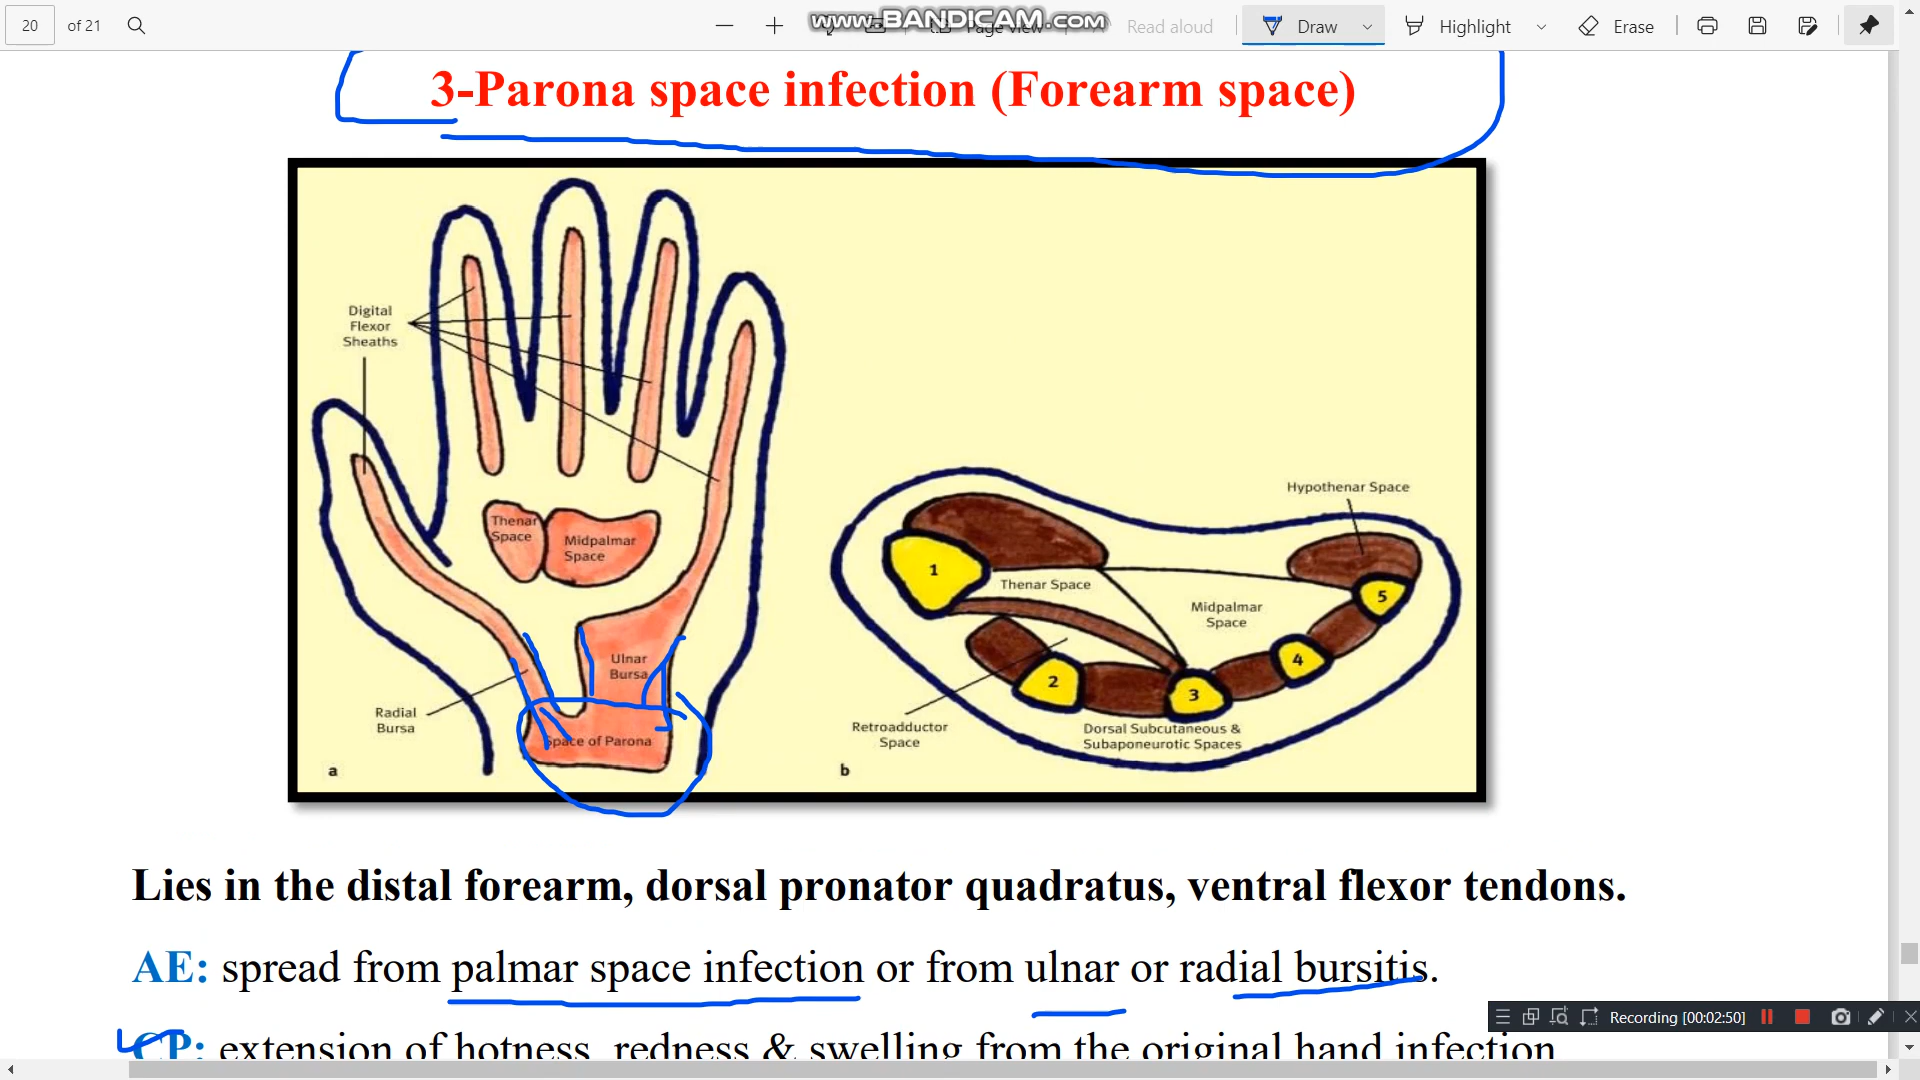 20 of 21
www.BANDICAM.com
Page view
Read aloud
Draw
Highlight
Erase
3-Parona space infection (Forearm space)
Digital
Flexor
Sheaths
Thenar
Space
Midpalmar
Space
Ulnar
Bursa
Radial
Bursa
Space of Parona
a
Hypothenar Space
1
Thenar Space
Midpalmar
Space
5
4
2
3
Retroadductor
Space
Dorsal Subcutaneous &
Subaponeurotic Spaces
b
Lies in the distal forearm, dorsal pronator quadratus, ventral flexor tendons.
AE: spread from palmar space infection or from ulnar or radial bursitis.
Recording [00:02:50]
CP: extension of hotness, redness & swelling from the original hand infection